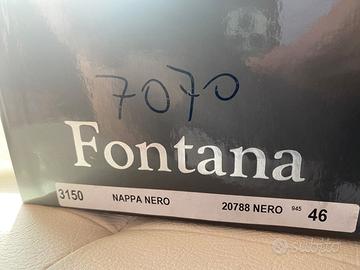 7070
Fontana
3150 NAPPA NERO 20788 NERO 945 46
subito